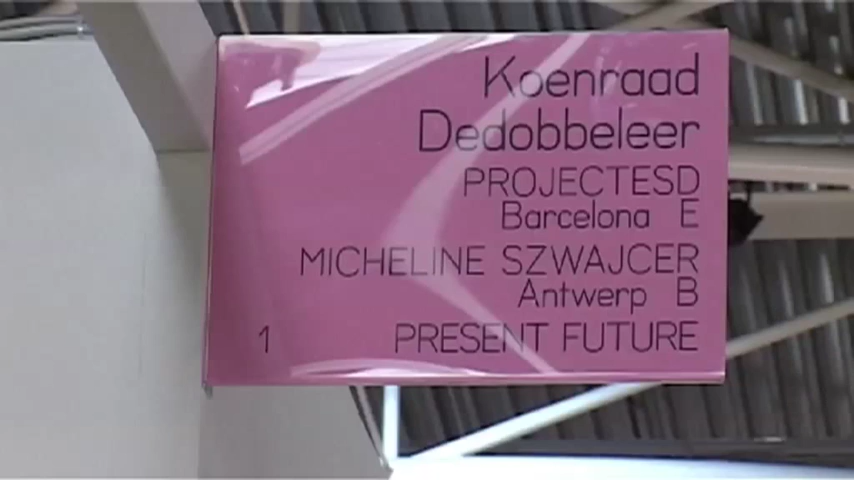 Koenraad
Dedobbeleer
PROJECTESD
Barcelona E
MICHELINE SZWAJCER
Antwerp B
1 PRESENT FUTURE